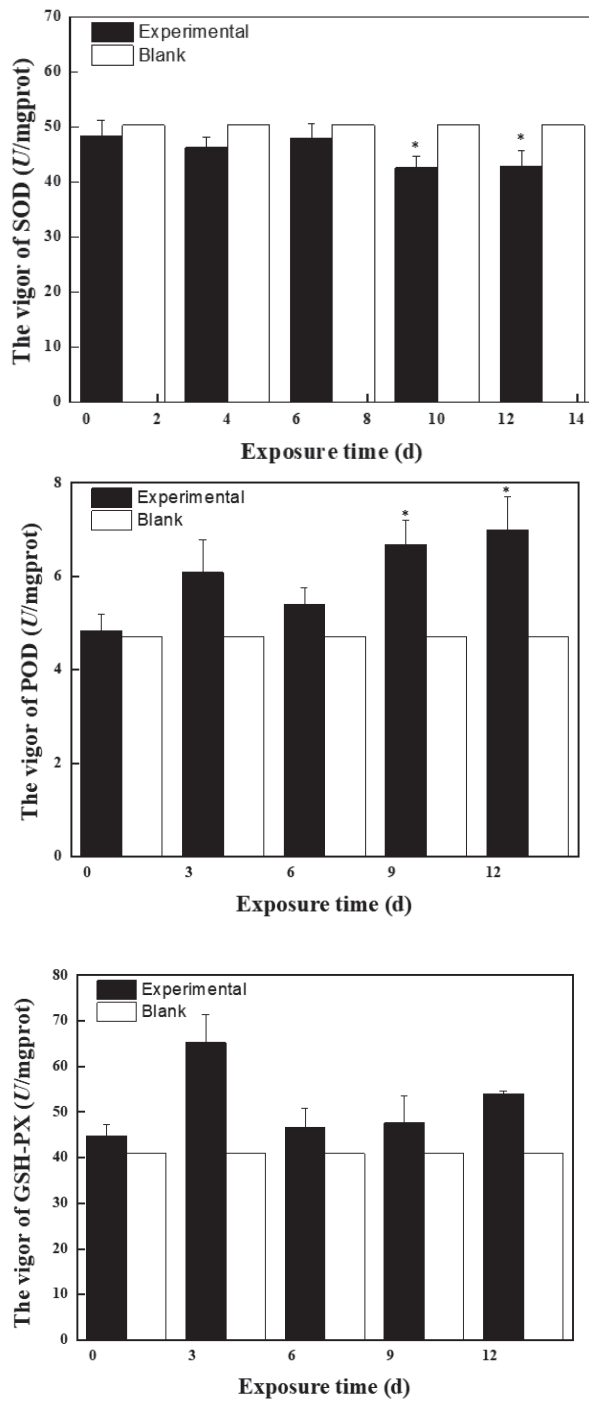 70
60
50
40
30
20
10
0
The vigor of SOD (U/mgprot)
Experimental
Blank
*
*
0 2 4 6 8 10 12 14
Exposure time (d)
8
6
4
2
0
The vigor of POD (U/mgprot)
Experimental
Blank
*
*
0 3 6 9 12
Exposure time (d)
80
70
60
50
40
30
20
10
0
The vigor of GSH-PX (U/mgprot)
Experimental
Blank
0 3 6 9 12
Exposure time (d)